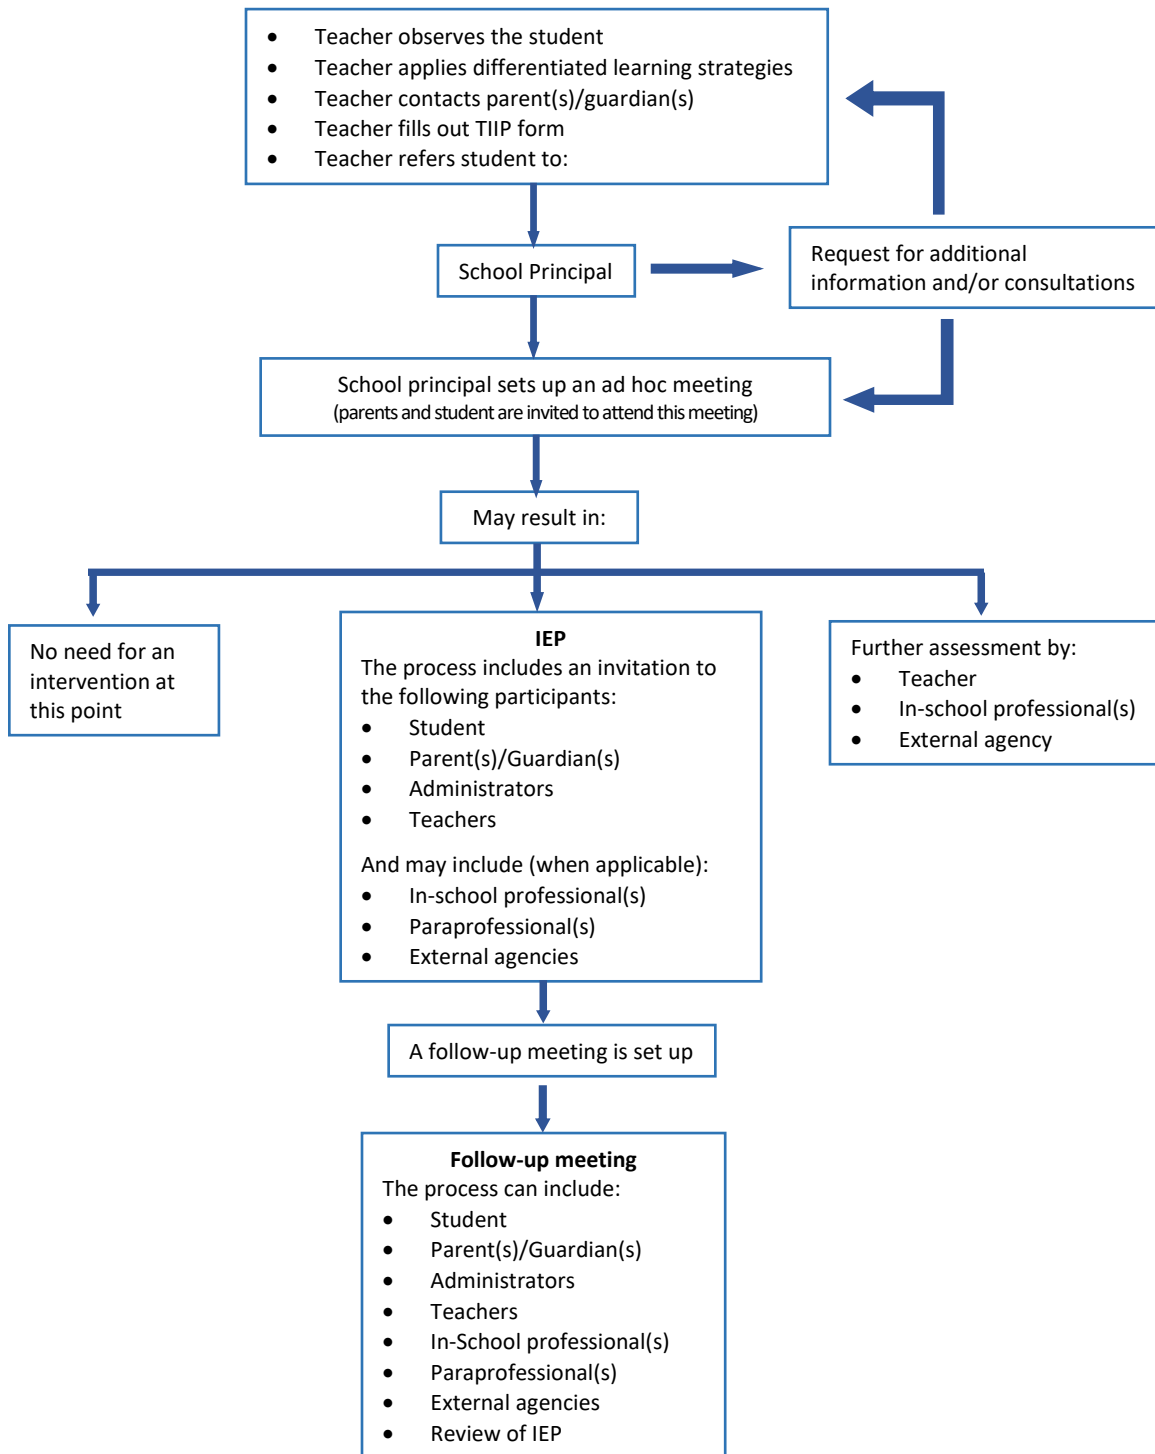 • Teacher observes the student
• Teacher applies differentiated learning strategies
• Teacher contacts parent(s)/guardian(s)
• Teacher fills out TIIP form
• Teacher refers student to:
School Principal
Request for additional
information and/or consultations
School principal sets up an ad hoc meeting
(parents and student are invited to attend this meeting)
May result in:
No need for an
intervention at
this point
IEP
The process includes an invitation to
the following participants:
• Student
• Parent(s)/Guardian(s)
• Administrators
• Teachers
And may include (when applicable):
• In-school professional(s)
• Paraprofessional(s)
• External agencies
Further assessment by:
• Teacher
• In-school professional(s)
• External agency
A follow-up meeting is set up
Follow-up meeting
The process can include:
• Student
• Parent(s)/Guardian(s)
• Administrators
• Teachers
• In-School professional(s)
• Paraprofessional(s)
• External agencies
• Review of IEP